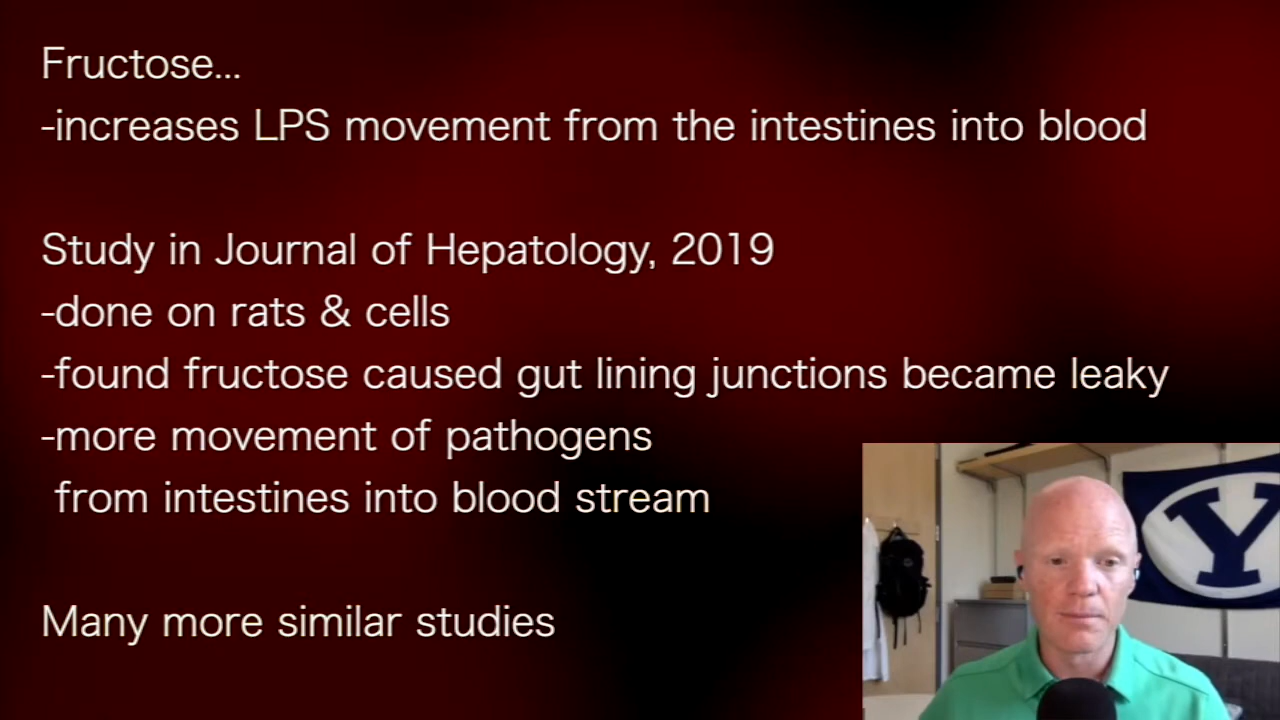 Fructose...
-increases LPS movement from the intestines into blood
Study in Journal of Hepatology, 2019
-done on rats & cells
-found fructose caused gut lining junctions became leaky
-more movement of pathogens
from intestines into blood stream
Many more similar studies
Y